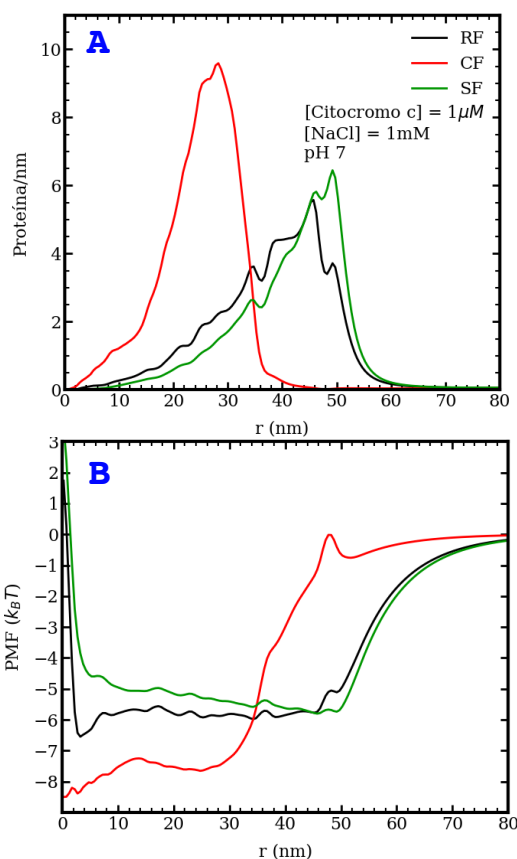 A
RF
CF
SF
[Citocromo c] = 1μM
[NaCl] = 1mM
pH 7
Proteína/nm
10
8
6
4
2
0
0 10 20 30 40 50 60 70 80
r (nm)
B
PMF (k_BT)
3
2
1
0
−1
−2
−3
−4
−5
−6
−7
−8
0 10 20 30 40 50 60 70 80
r (nm)